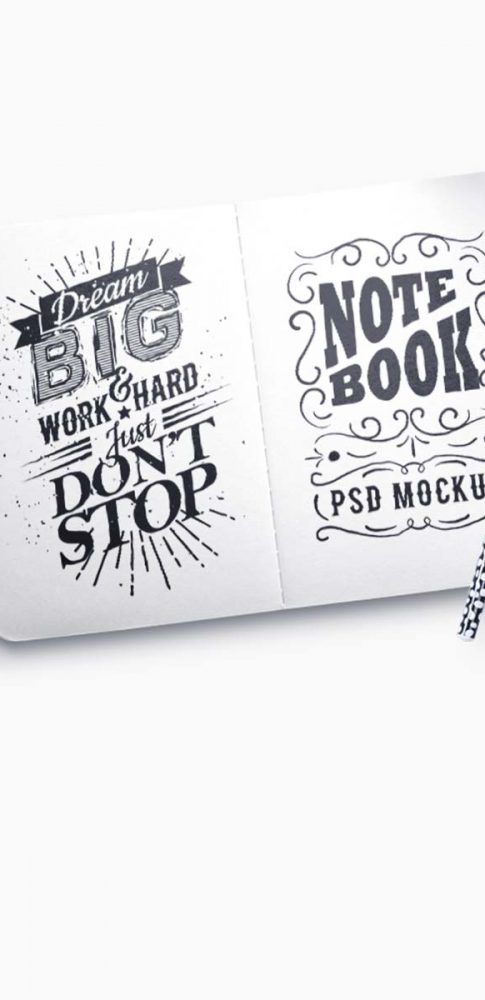 Dream
BIG
&
WORK HARD
Just
DON'T
STOP
NOTE
BOOK
PSD MOCKU